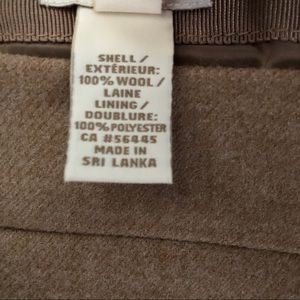 SHELL /
EXTÉRIEUR:
100% WOOL /
LAINE
LINING /
DOUBLURE:
100% POLYESTER
CA #56445
MADE IN
SRI LANKA